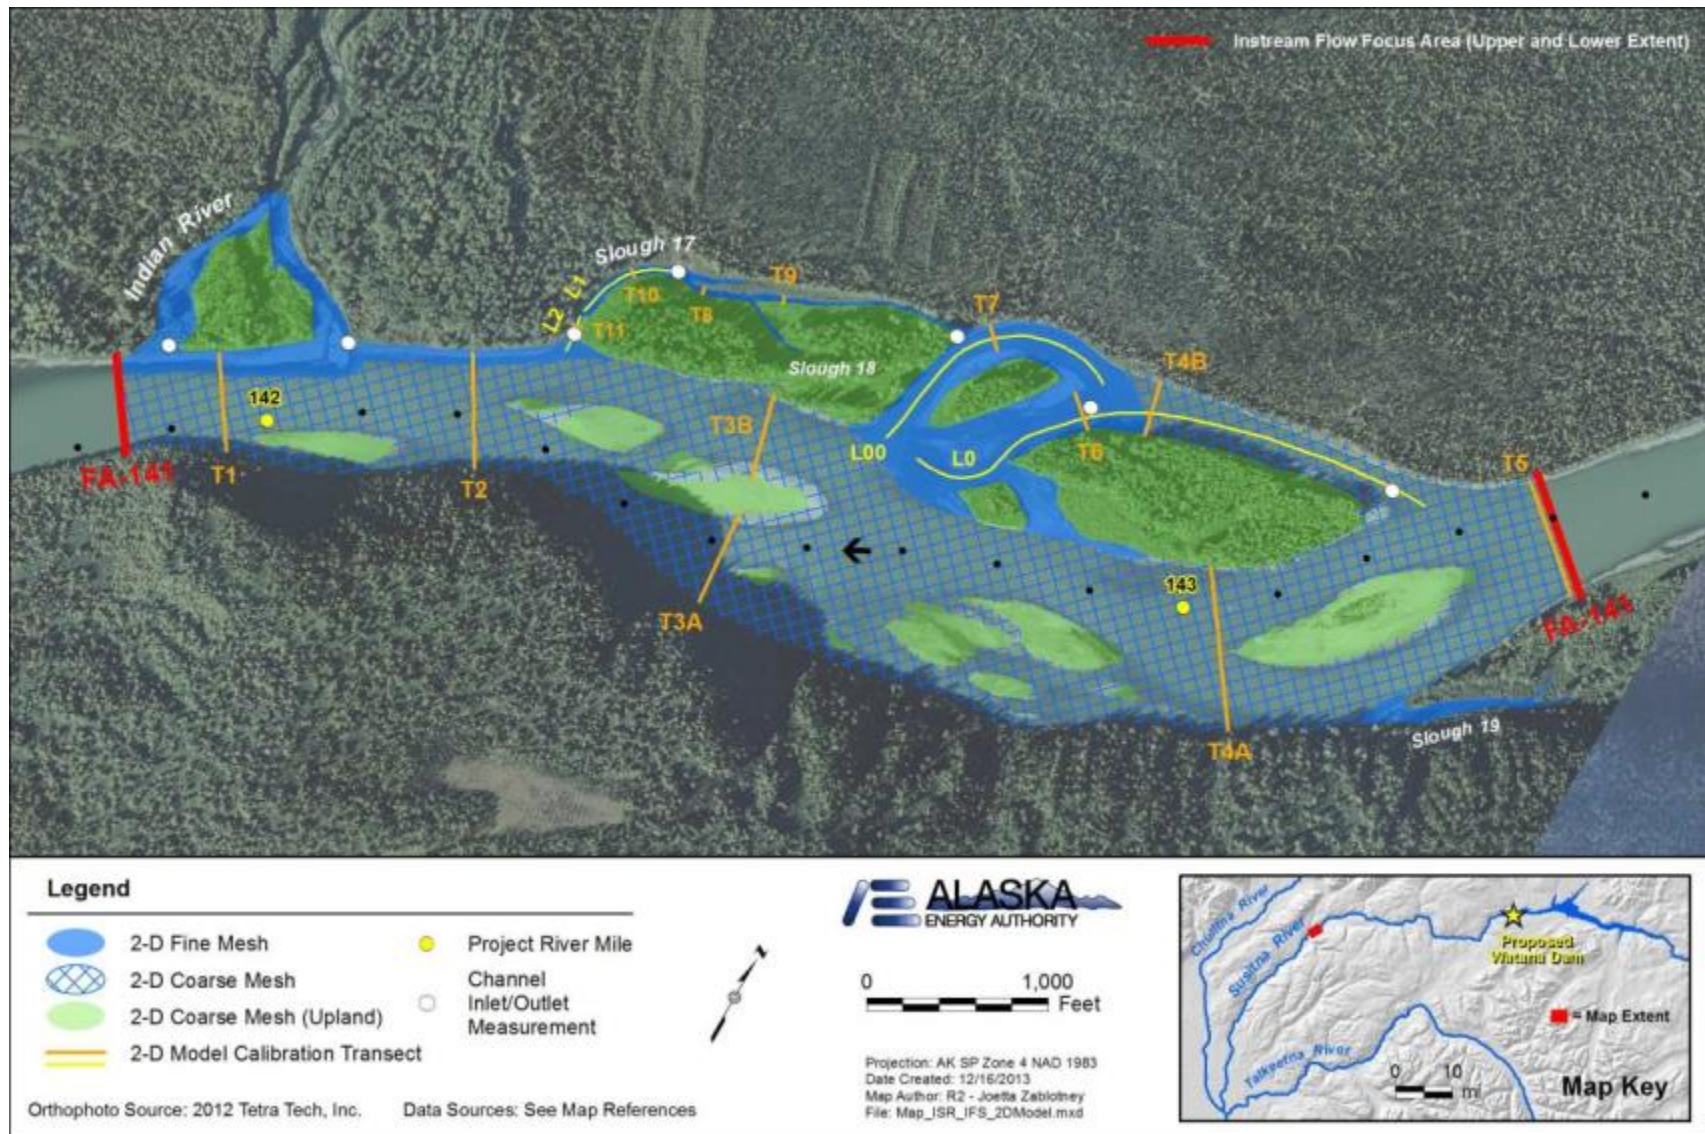 Instream Flow Focus Area (Upper and Lower Extent)
Indian River
Slough 17
L1
L2
T10
T11
T8
T9
T7
Slough 18
T4B
T3B
L00
L0
T6
T5
142
FA-141
T1
T2
T3A
143
FA-141
T4A
Slough 19
Legend
2-D Fine Mesh
2-D Coarse Mesh
2-D Coarse Mesh (Upland)
2-D Model Calibration Transect
Project River Mile
Channel
Inlet/Outlet
Measurement
Orthophoto Source: 2012 Tetra Tech, Inc.
Data Sources: See Map References
N
ALASKA
ENERGY AUTHORITY
0 1,000
Feet
Projection: AK SP Zone 4 NAD 1983
Date Created: 12/16/2013
Map Author: R2 - Joetta Zablotney
File: Map_ISR_IFS_2DModel.mxd
Chulitna River
Susitna River
Proposed
Watana Dam
= Map Extent
Talkeetna River
0 10
mi
Map Key